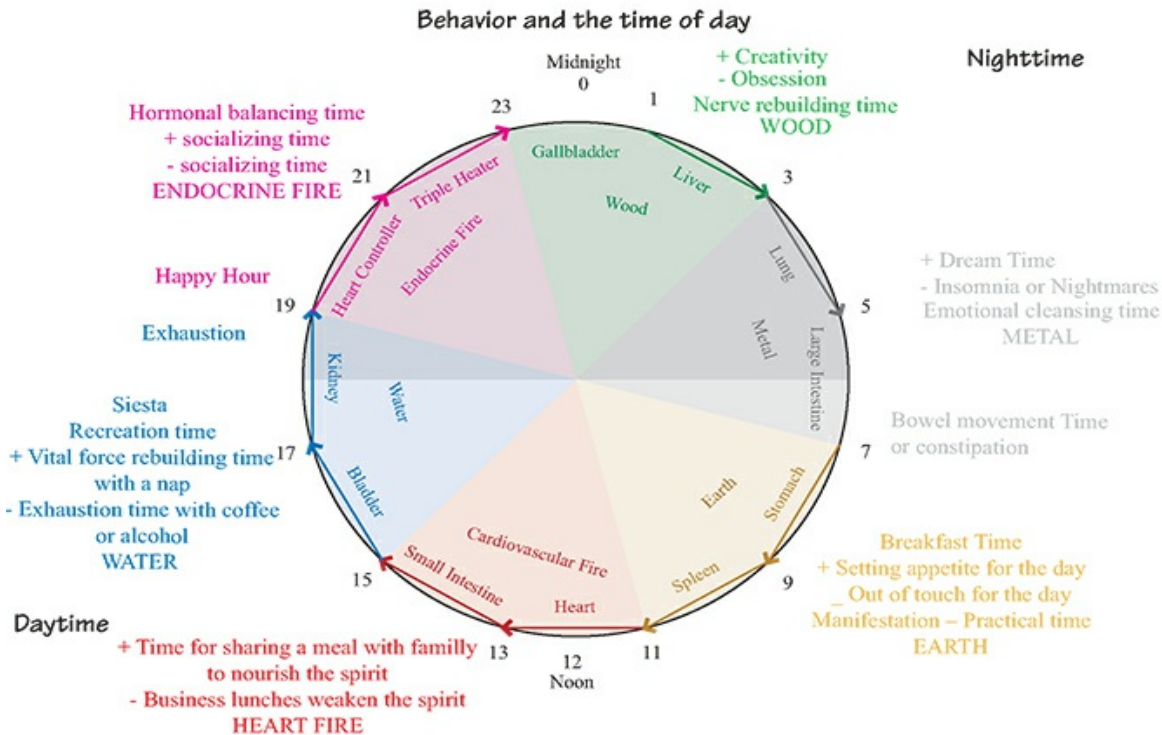 Behavior and the time of day
Nighttime
Midnight
0
1
3
5
7
9
11
12
Noon
13
15
17
19
21
23
+ Creativity
- Obsession
Nerve rebuilding time
WOOD
+ Dream Time
- Insomnia or Nightmares
Emotional cleansing time
METAL
Bowel movement Time
or constipation
Breakfast Time
+ Setting appetite for the day
_ Out of touch for the day
Manifestation – Practical time
EARTH
Daytime
+ Time for sharing a meal with familly
to nourish the spirit
- Business lunches weaken the spirit
HEART FIRE
Siesta
Recreation time
+ Vital force rebuilding time
with a nap
- Exhaustion time with coffee
or alcohol
WATER
Exhaustion
Happy Hour
Hormonal balancing time
+ socializing time
- socializing time
ENDOCRINE FIRE
Gallbladder
Liver
Wood
Lung
Metal
Large Intestine
Stomach
Earth
Spleen
Cardiovascular Fire
Heart
Small Intestine
Bladder
Water
Kidney
Heart Controller
Triple Heater
Endocrine Fire